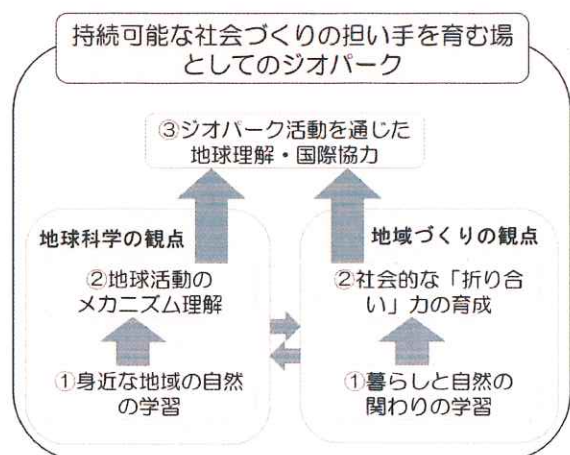 持続可能な社会づくりの担い手を育む場
としてのジオパーク
③ジオパーク活動を通じた
地球理解・国際協力
地球科学の観点
②地球活動の
メカニズム理解
①身近な地域の自然
の学習
地域づくりの観点
②社会的な「折り合
い」力の育成
①暮らしと自然の
関わりの学習